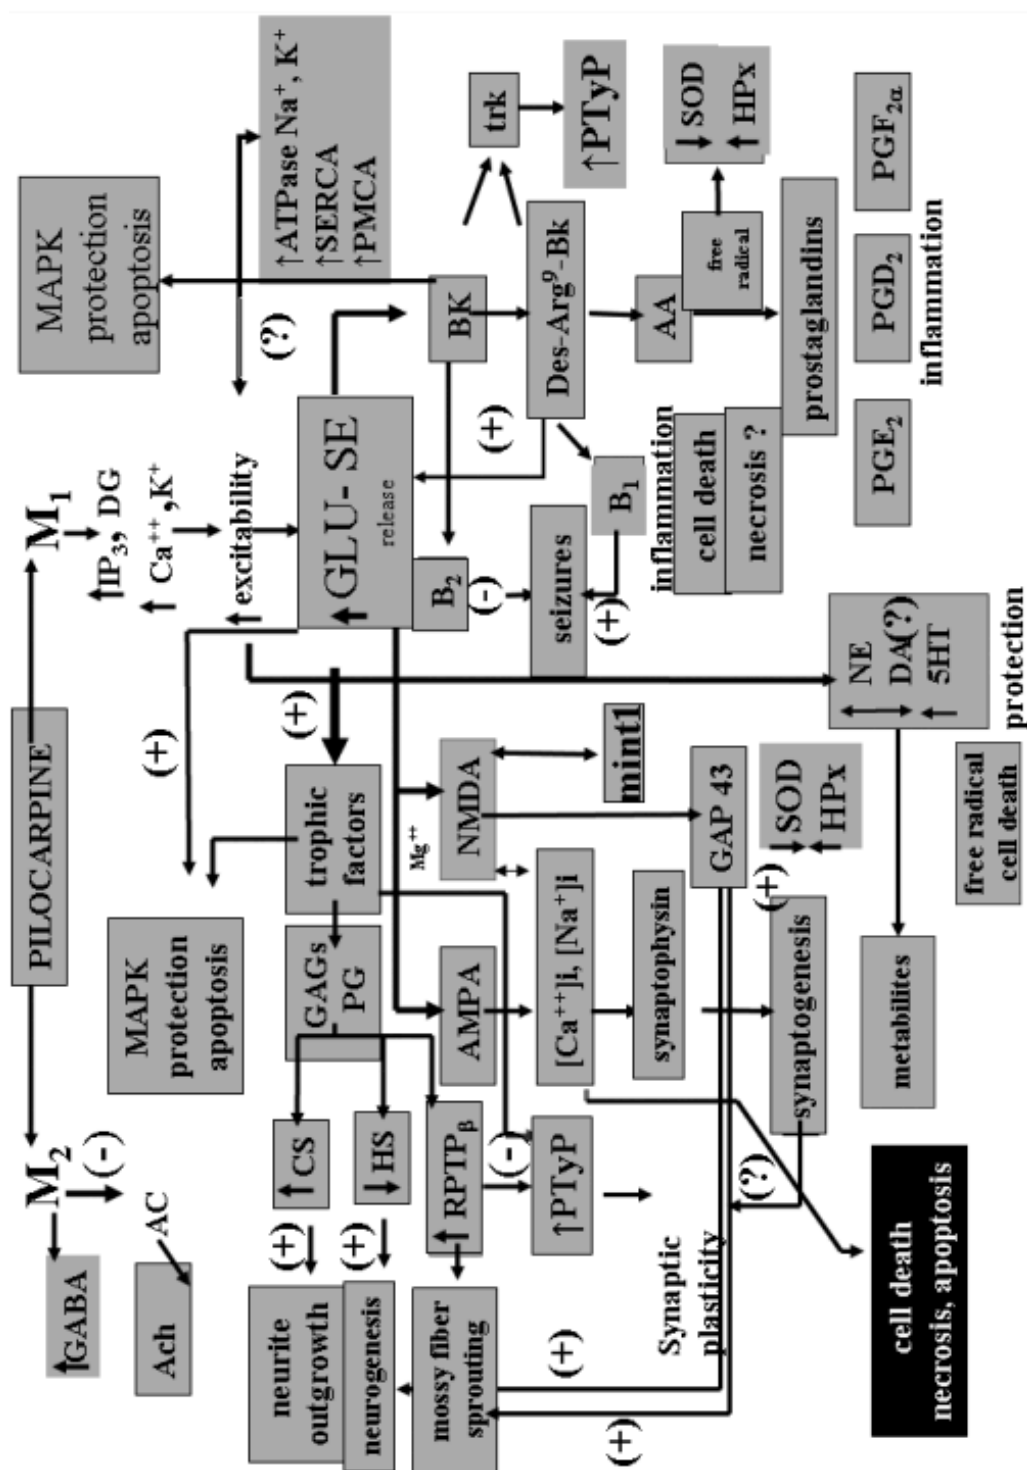 PILOCARPINE
M2
(-)
M1
↑GABA
Ach
AC
MAPK
protection
apoptosis
(+)
↑IP3, DG
↑ Ca++ ,K+
↑ excitability
(?)
MAPK
protection
apoptosis
↑ATPase Na+, K+
↑SERCA
↑PMCA
neurite
outgrowth
(+)
↑CS
neurogenesis
(+)
↓HS
GAGs
PG
trophic
factors
(+)
↑GLU- SE
release
mossy fiber
sprouting
↑RPTPβ
(-)
AMPA
Mg++
NMDA
B2
(-)
(+)
BK
trk
↑PTyP
↑PTyP
[Ca++]i, [Na+]i
mint1
seizures
(+)
B1
Des-Arg9-Bk
(+)
(+)
Synaptic
plasticity
synaptophysin
GAP 43
inflammation
cell death
necrosis ?
AA
free
radical
↓SOD
↑HPx
(?)
synaptogenesis
(+)
↓SOD
↑HPx
prostaglandins
NE
DA(?)
↑ 5HT
protection
PGE2
PGD2
PGF2α
inflammation
cell death
necrosis, apoptosis
metabilites
free radical
cell death